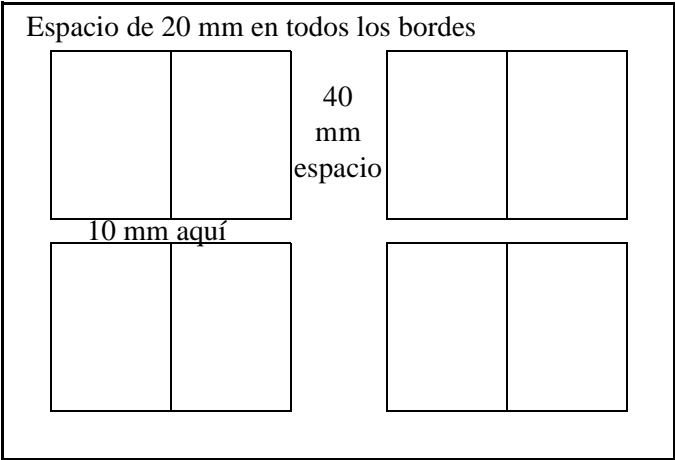 Espacio de 20 mm en todos los bordes
40
mm
espacio
10 mm aquí